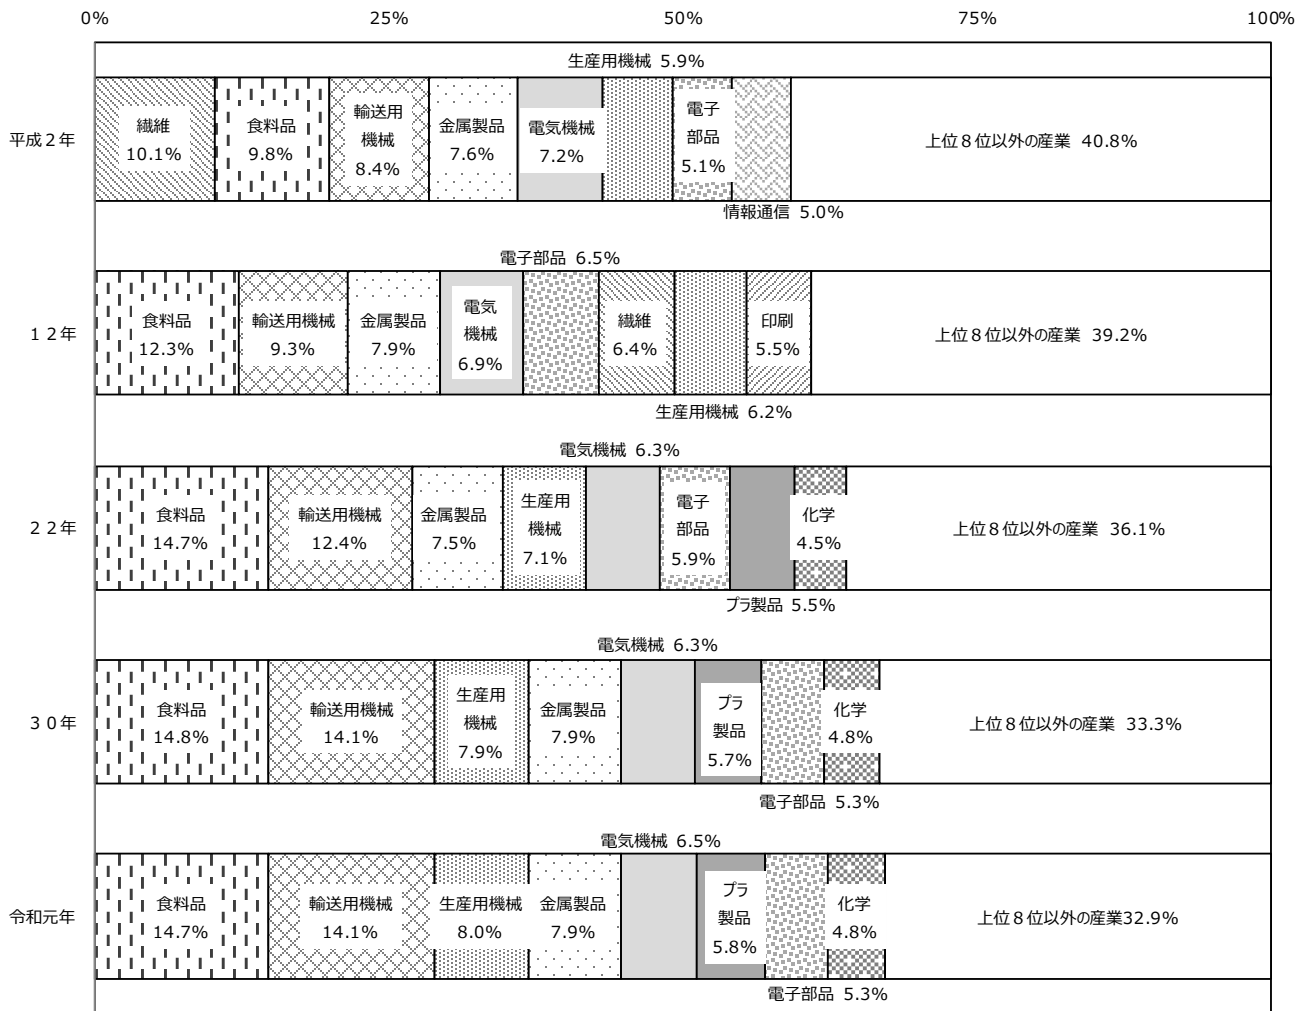 0% 25% 50% 75% 100%
生産用機械 5.9%
平成２年
繊維
10.1%
食料品
9.8%
輸送用
機械
8.4%
金属製品
7.6%
電気機械
7.2%
電子
部品
5.1%
上位８位以外の産業 40.8%
情報通信 5.0%
電子部品 6.5%
１２年
食料品
12.3%
輸送用機械
9.3%
金属製品
7.9%
電気
機械
6.9%
繊維
6.4%
印刷
5.5%
上位８位以外の産業 39.2%
生産用機械 6.2%
電気機械 6.3%
２２年
食料品
14.7%
輸送用機械
12.4%
金属製品
7.5%
生産用
機械
7.1%
電子
部品
5.9%
化学
4.5%
上位８位以外の産業 36.1%
プラ製品 5.5%
電気機械 6.3%
３０年
食料品
14.8%
輸送用機械
14.1%
生産用
機械
7.9%
金属製品
7.9%
プラ
製品
5.7%
化学
4.8%
上位８位以外の産業 33.3%
電子部品 5.3%
電気機械 6.5%
令和元年
食料品
14.7%
輸送用機械
14.1%
生産用機械
8.0%
金属製品
7.9%
プラ
製品
5.8%
化学
4.8%
上位８位以外の産業32.9%
電子部品 5.3%